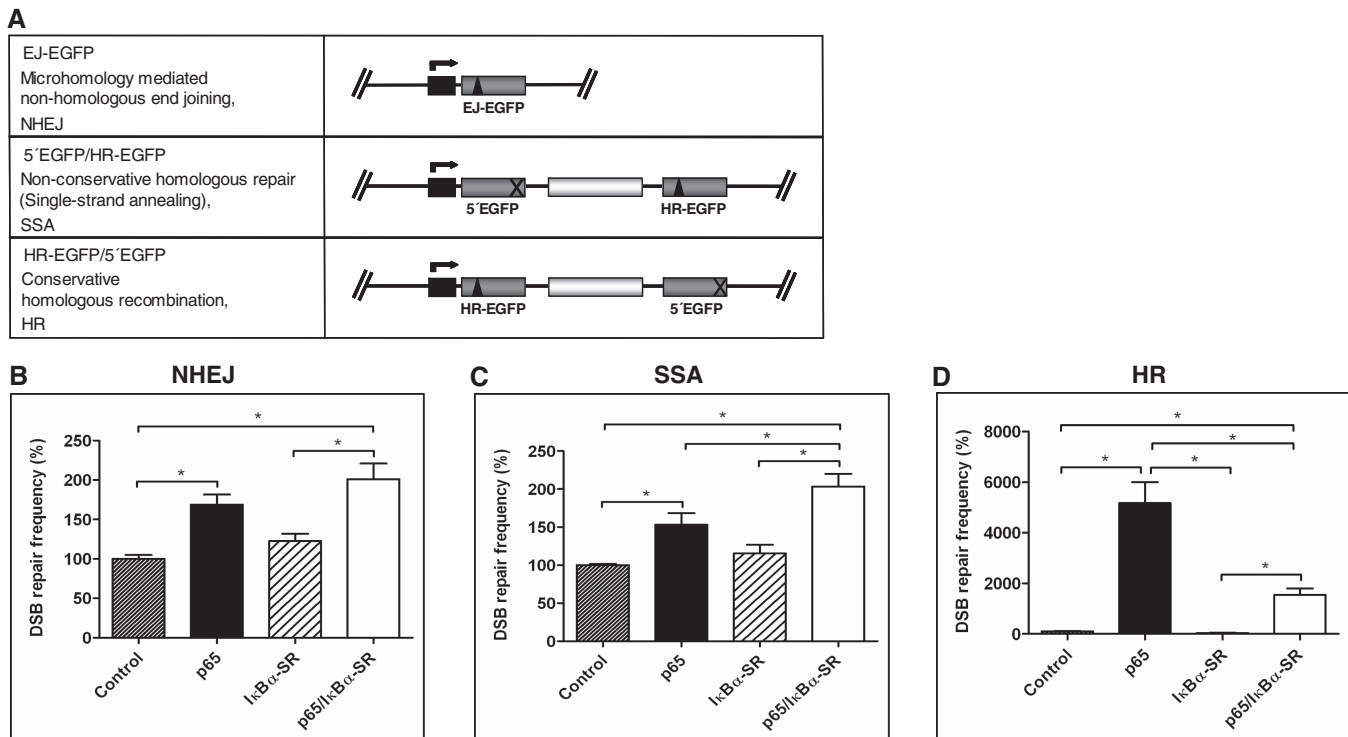 A
EJ-EGFP
Microhomology mediated
non-homologous end joining,
NHEJ
EJ-EGFP
5´EGFP/HR-EGFP
Non-conservative homologous repair
(Single-strand annealing),
SSA
5´EGFP
HR-EGFP
HR-EGFP/5´EGFP
Conservative
homologous recombination,
HR
HR-EGFP
5´EGFP
B
NHEJ
DSB repair frequency (%)
250
200
150
100
50
0
*
*
*
Control
p65
IκBα-SR
p65/IκBα-SR
C
SSA
DSB repair frequency (%)
250
200
150
100
50
0
*
*
*
*
Control
p65
IκBα-SR
p65/IκBα-SR
D
HR
DSB repair frequency (%)
8000
6000
4000
2000
0
*
*
*
*
*
Control
p65
IκBα-SR
p65/IκBα-SR